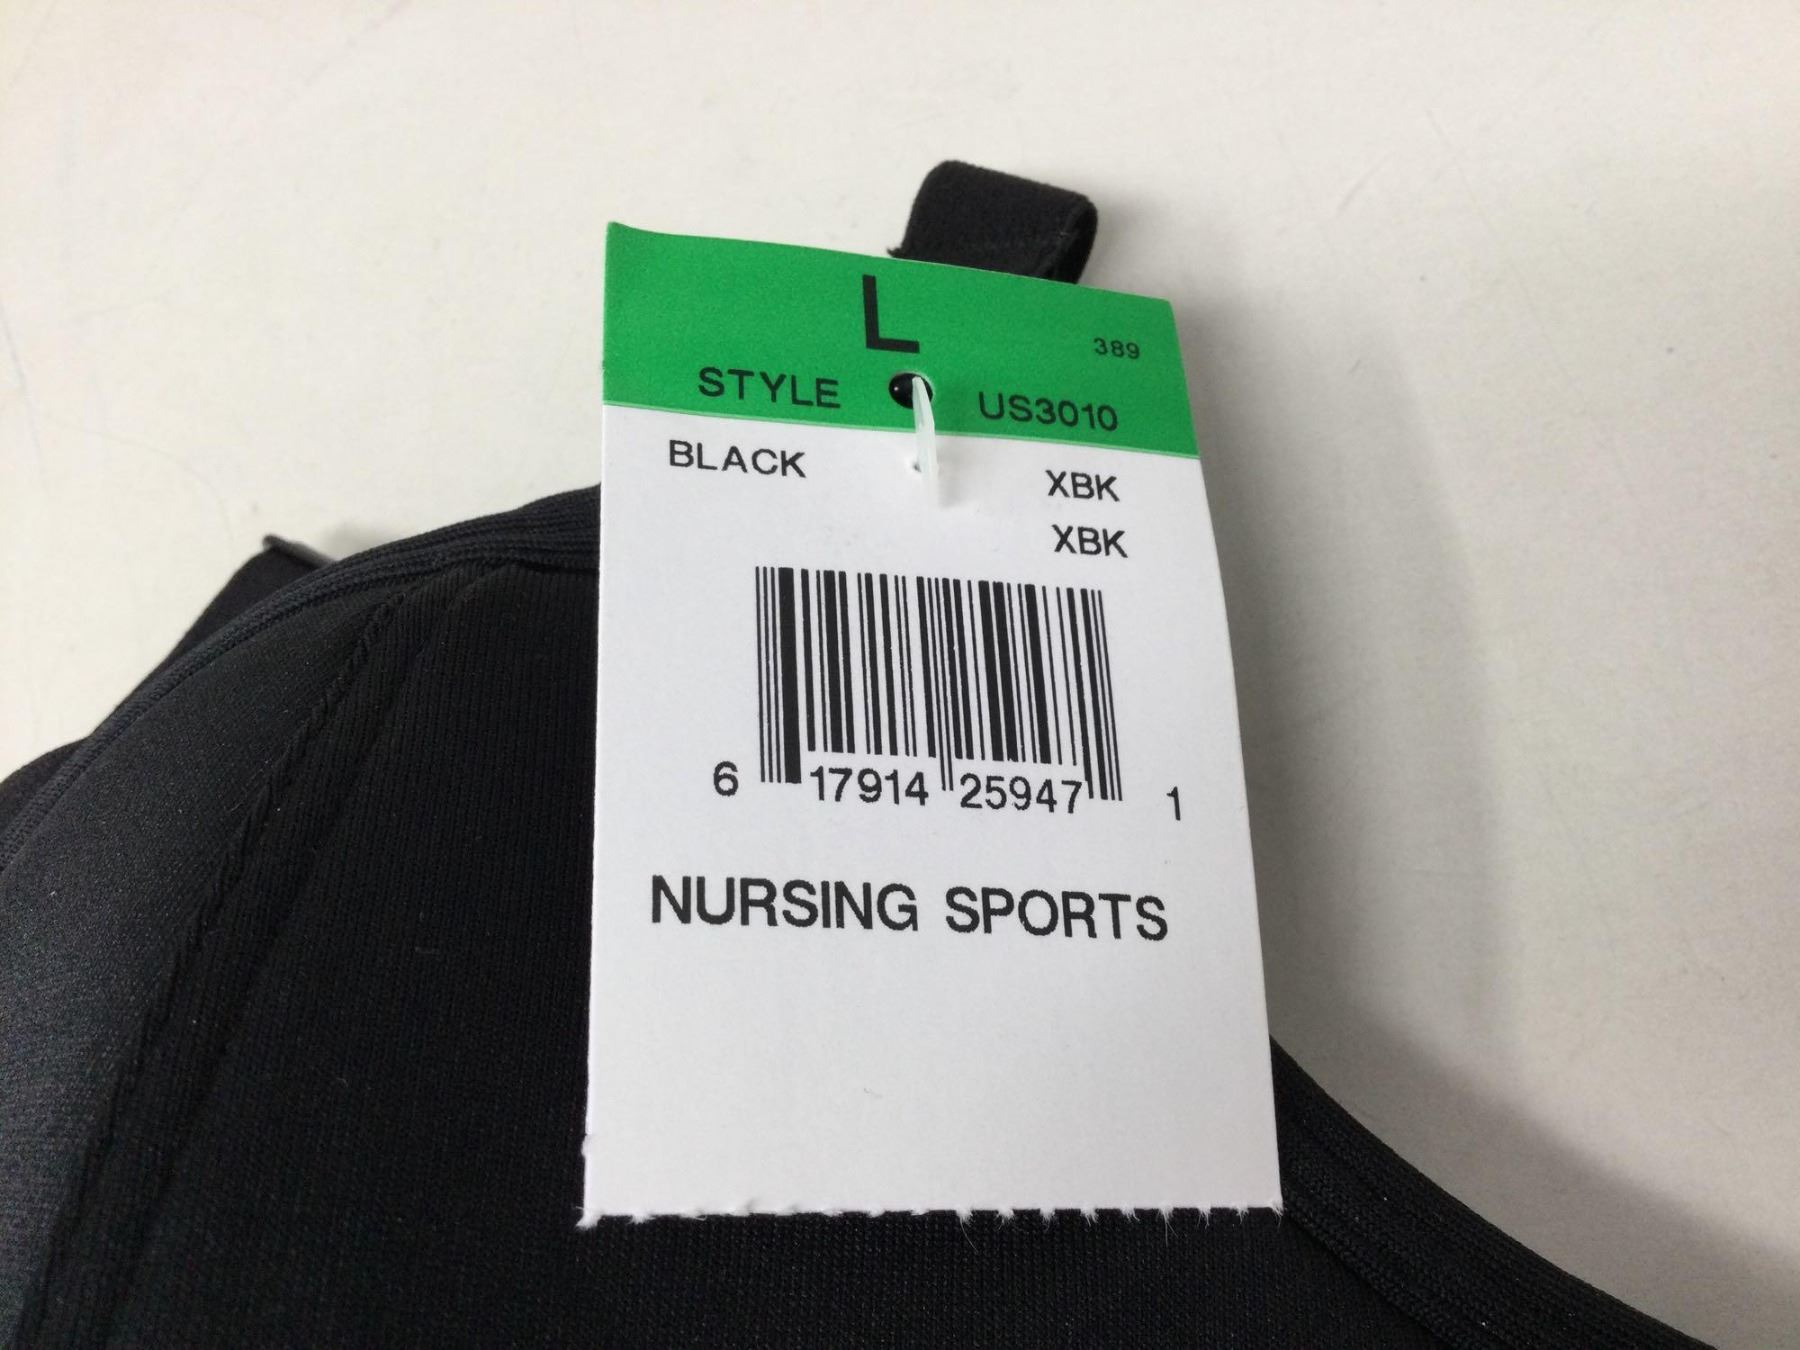 L
389
STYLE US3010
BLACK XBK
XBK
6 17914 25947 1
NURSING SPORTS